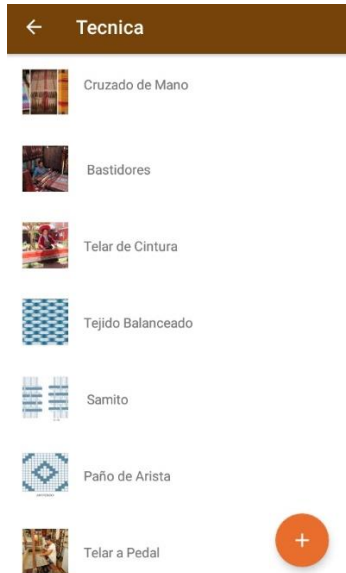 Tecnica
Cruzado de Mano
Bastidores
Telar de Cintura
Tejido Balanceado
Samito
Paño de Arista
Telar a Pedal